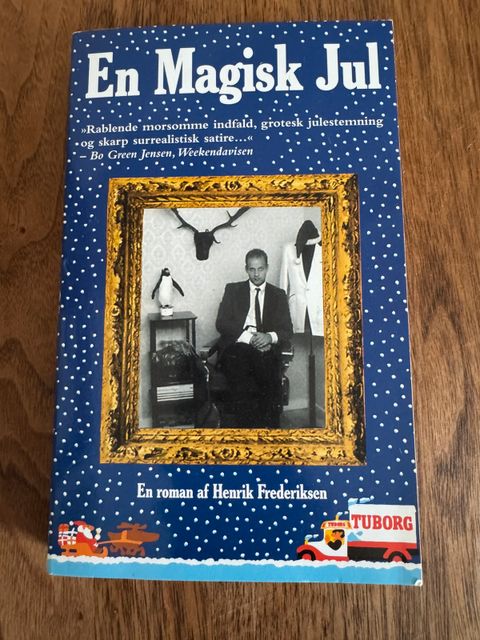 En Magisk Jul
»Rablende morsomme indfald, grotesk julestemning
og skarp surrealistisk satire...«
– Bo Green Jensen, Weekendavisen
En roman af Henrik Frederiksen
TUBORG